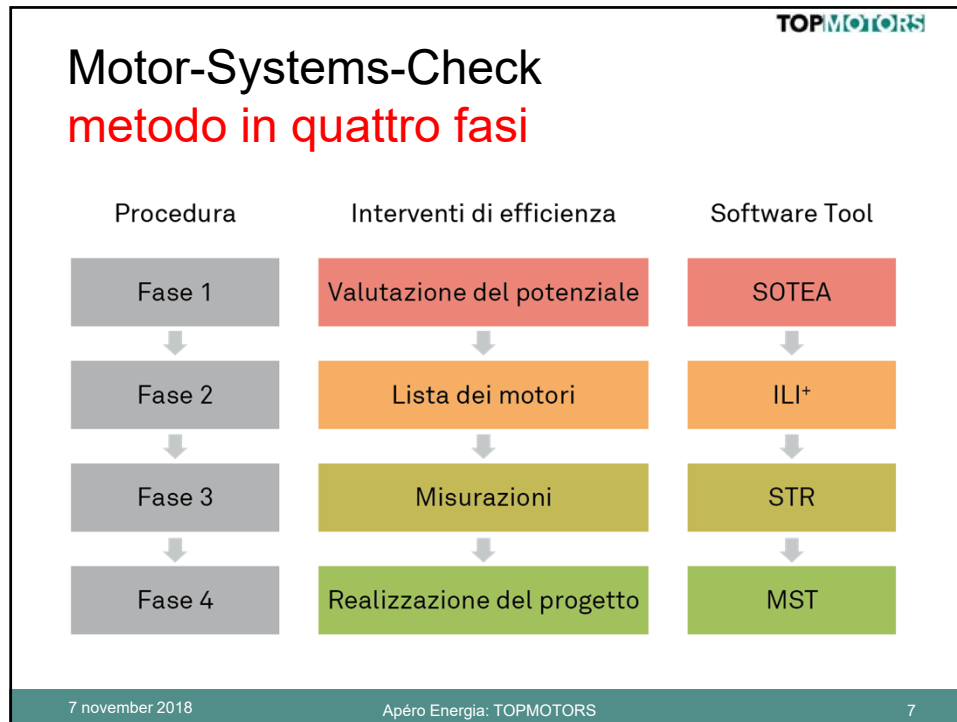 TOPMOTORS
Motor-Systems-Check
metodo in quattro fasi
Procedura Interventi di efficienza Software Tool
Fase 1 Valutazione del potenziale SOTEA
Fase 2 Lista dei motori ILI⁺
Fase 3 Misurazioni STR
Fase 4 Realizzazione del progetto MST
7 november 2018 Apéro Energia: TOPMOTORS 7